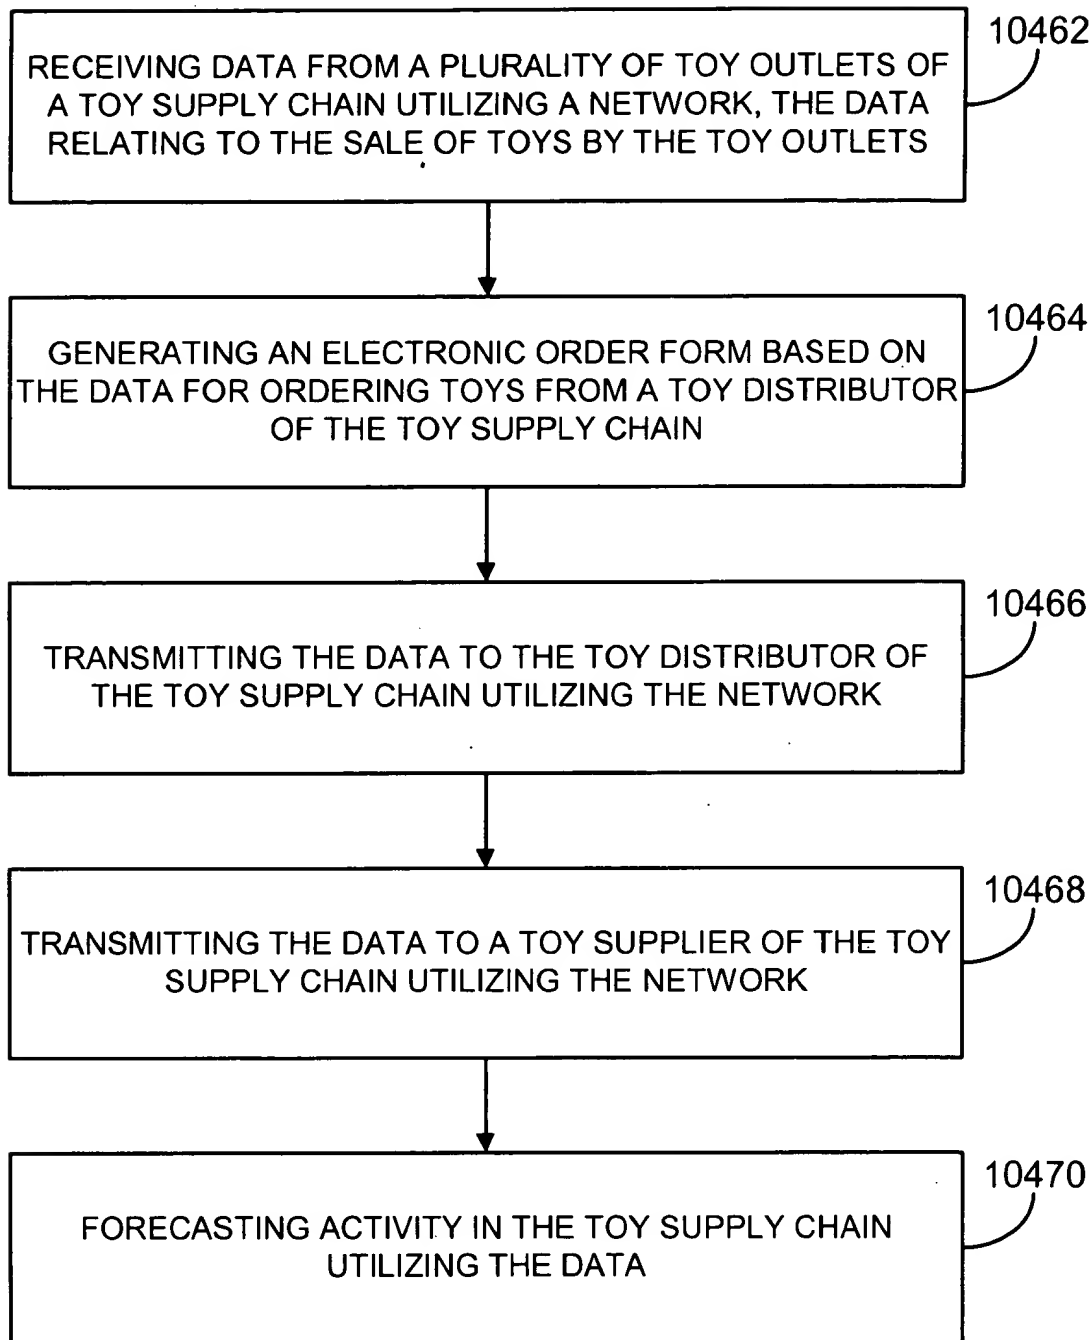 10462
RECEIVING DATA FROM A PLURALITY OF TOY OUTLETS OF
A TOY SUPPLY CHAIN UTILIZING A NETWORK, THE DATA
RELATING TO THE SALE OF TOYS BY THE TOY OUTLETS
10464
GENERATING AN ELECTRONIC ORDER FORM BASED ON
THE DATA FOR ORDERING TOYS FROM A TOY DISTRIBUTOR
OF THE TOY SUPPLY CHAIN
10466
TRANSMITTING THE DATA TO THE TOY DISTRIBUTOR OF
THE TOY SUPPLY CHAIN UTILIZING THE NETWORK
10468
TRANSMITTING THE DATA TO A TOY SUPPLIER OF THE TOY
SUPPLY CHAIN UTILIZING THE NETWORK
10470
FORECASTING ACTIVITY IN THE TOY SUPPLY CHAIN
UTILIZING THE DATA